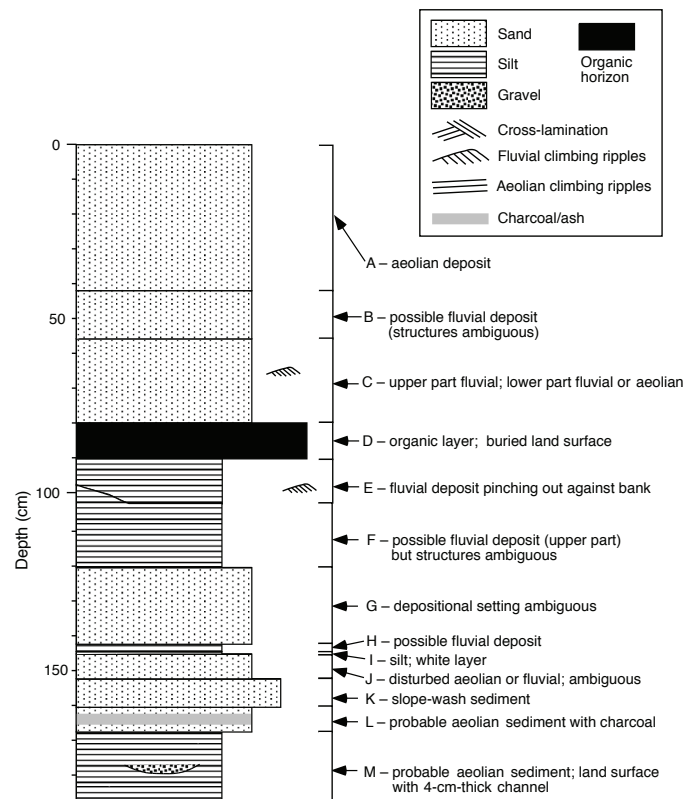 Sand
Silt
Gravel
Organic
horizon
Cross-lamination
Fluvial climbing ripples
Aeolian climbing ripples
Charcoal/ash
0
50
100
150
Depth (cm)
A – aeolian deposit
B – possible fluvial deposit
(structures ambiguous)
C – upper part fluvial; lower part fluvial or aeolian
D – organic layer; buried land surface
E – fluvial deposit pinching out against bank
F – possible fluvial deposit (upper part)
but structures ambiguous
G – depositional setting ambiguous
H – possible fluvial deposit
I – silt; white layer
J – disturbed aeolian or fluvial; ambiguous
K – slope-wash sediment
L – probable aeolian sediment with charcoal
M – probable aeolian sediment; land surface
with 4-cm-thick channel